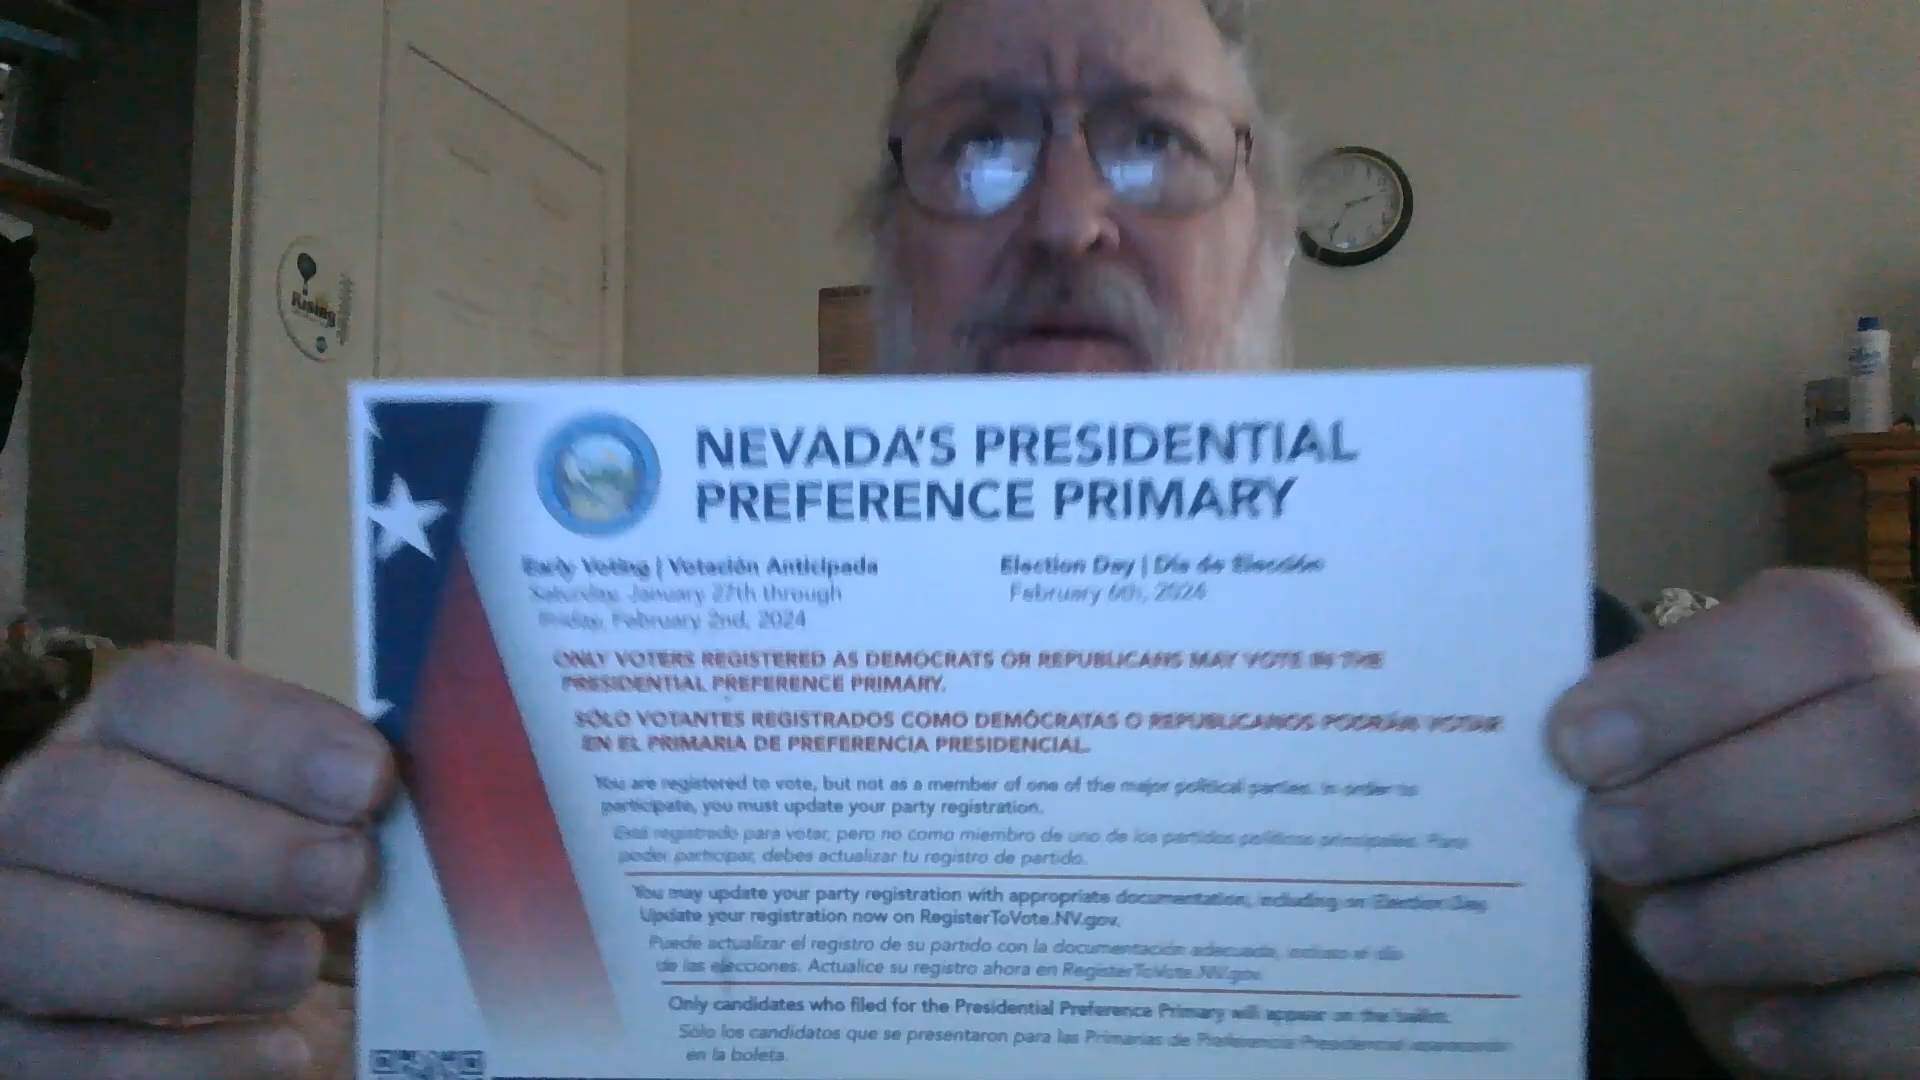 Rising
NEVADA'S PRESIDENTIAL
PREFERENCE PRIMARY
Early Voting | Votación Anticipada
Saturday, January 27th through
Friday, February 2nd, 2024
Election Day | Día de Elección
February 6th, 2024
ONLY VOTERS REGISTERED AS DEMOCRATS OR REPUBLICANS MAY VOTE IN THE
PRESIDENTIAL PREFERENCE PRIMARY.
SÓLO VOTANTES REGISTRADOS COMO DEMÓCRATAS O REPUBLICANOS PODRÁN VOTAR
EN EL PRIMARIA DE PREFERENCIA PRESIDENCIAL.
You are registered to vote, but not as a member of one of the major political parties. In order to
participate, you must update your party registration.
Está registrado para votar, pero no como miembro de uno de los partidos políticos principales. Para
poder participar, debes actualizar tu registro de partido.
You may update your party registration with appropriate documentation, including on Election Day.
Update your registration now on RegisterToVote.NV.gov.
Puede actualizar el registro de su partido con la documentación adecuada, incluso el día
de las elecciones. Actualice su registro ahora en RegisterToVote.NV.gov.
Only candidates who filed for the Presidential Preference Primary will appear on the ballot.
Sólo los candidatos que se presentaron para las Primarias de Preferencia Presidencial aparecerán
en la boleta.